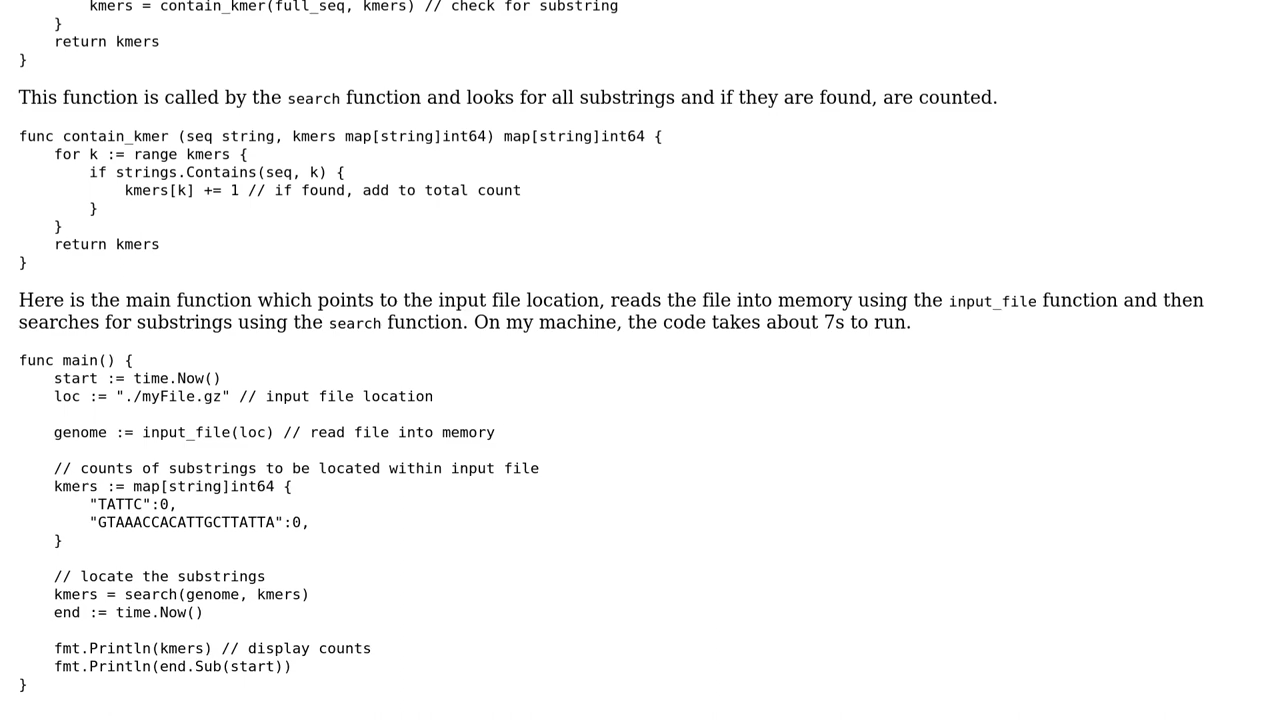 kmers = contain_kmer(full_seq, kmers) // check for substring
    }
    return kmers
}
This function is called by the search function and looks for all substrings and if they are found, are counted.
func contain_kmer (seq string, kmers map[string]int64) map[string]int64 {
    for k := range kmers {
        if strings.Contains(seq, k) {
            kmers[k] += 1 // if found, add to total count
        }
    }
    return kmers
}
Here is the main function which points to the input file location, reads the file into memory using the input_file function and then
searches for substrings using the search function. On my machine, the code takes about 7s to run.
func main() {
    start := time.Now()
    loc := "./myFile.gz" // input file location
    genome := input_file(loc) // read file into memory
    // counts of substrings to be located within input file
    kmers := map[string]int64 {
        "TATTC":0,
        "GTAAACCACATTGCTTATTA":0,
    }
    // locate the substrings
    kmers = search(genome, kmers)
    end := time.Now()
    fmt.Println(kmers) // display counts
    fmt.Println(end.Sub(start))
}